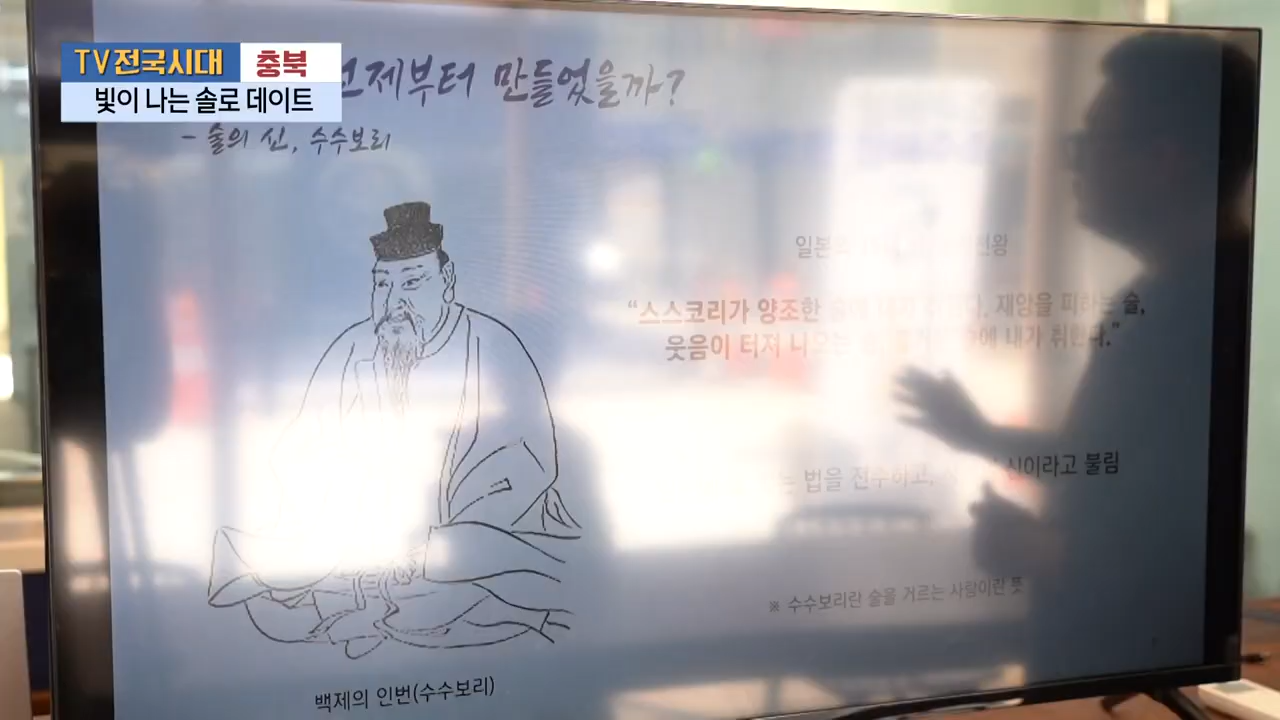 TV전국시대 충북
빛이 나는 솔로 데이트
언제부터 만들었을까?
- 술의 신, 수수보리
“스스코리가 양조한 재앙을 피하는 술,
웃음이 터져 나오는 내가 취한다.”
법을 전수하고, 신이라고 불림
※ 수수보리란 술을 거르는 사람이란 뜻
백제의 인번(수수보리)